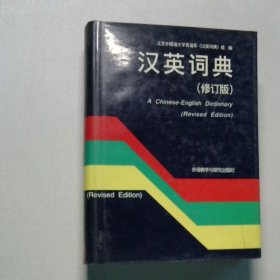 北京外国语大学英语系《汉英词典》组 编
汉英词典
(修订版)
A Chinese-English Dictionary
(Revised Edition)
外语教学与研究出版社
(Revised Edition)